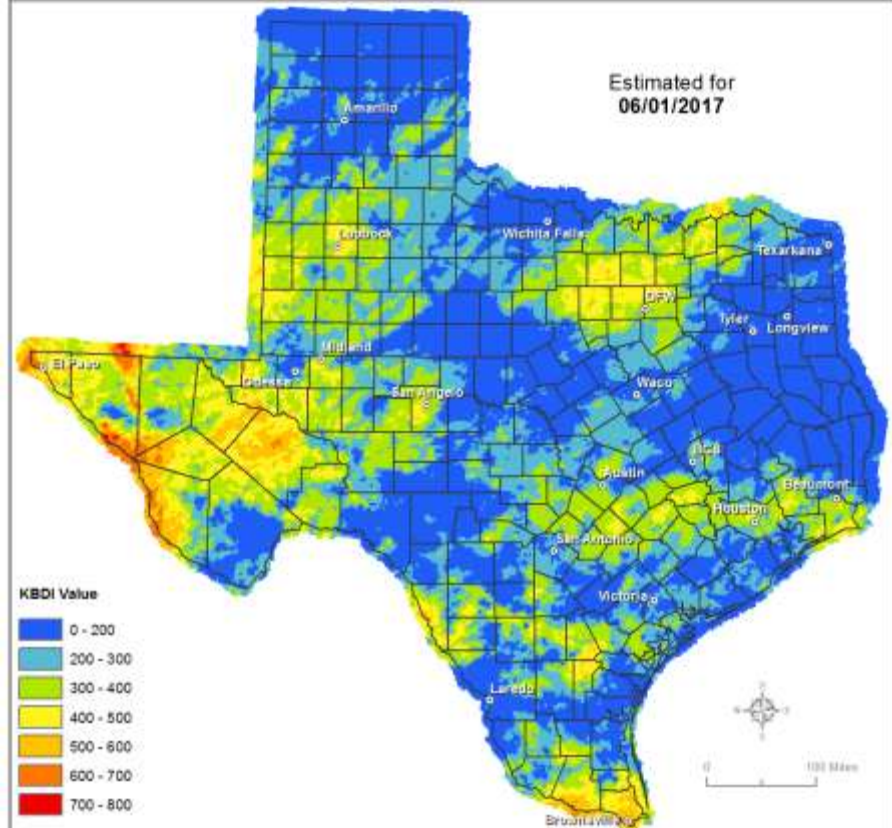 Estimated for
06/01/2017
Amarillo
Lubbock
Wichita Falls
Texarkana
DFW
Tyler
Longview
Midland
El Paso
Odessa
San Angelo
Waco
BCS
Austin
Beaumont
Houston
San Antonio
Victoria
Laredo
Brownsville
KBDI Value
0 - 200
200 - 300
300 - 400
400 - 500
500 - 600
600 - 700
700 - 800
0 100 Miles